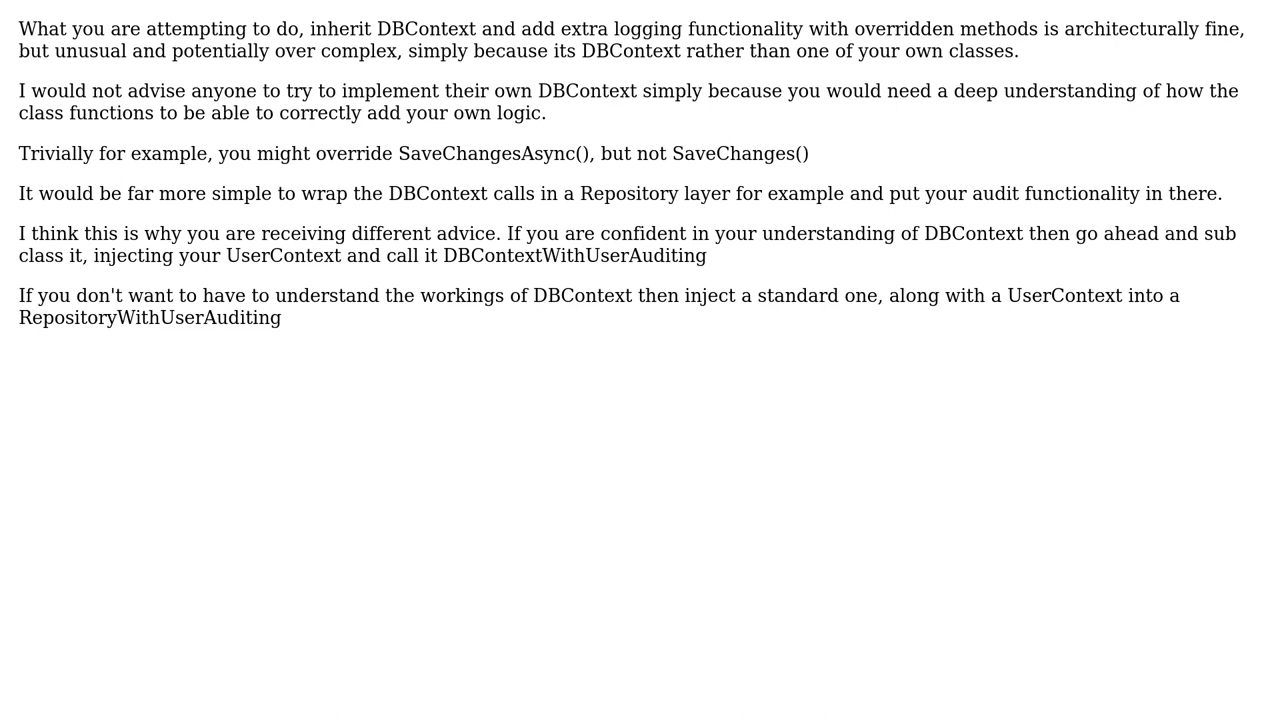 What you are attempting to do, inherit DBContext and add extra logging functionality with overridden methods is architecturally fine,
but unusual and potentially over complex, simply because its DBContext rather than one of your own classes.
I would not advise anyone to try to implement their own DBContext simply because you would need a deep understanding of how the
class functions to be able to correctly add your own logic.
Trivially for example, you might override SaveChangesAsync(), but not SaveChanges()
It would be far more simple to wrap the DBContext calls in a Repository layer for example and put your audit functionality in there.
I think this is why you are receiving different advice. If you are confident in your understanding of DBContext then go ahead and sub
class it, injecting your UserContext and call it DBContextWithUserAuditing
If you don't want to have to understand the workings of DBContext then inject a standard one, along with a UserContext into a
RepositoryWithUserAuditing